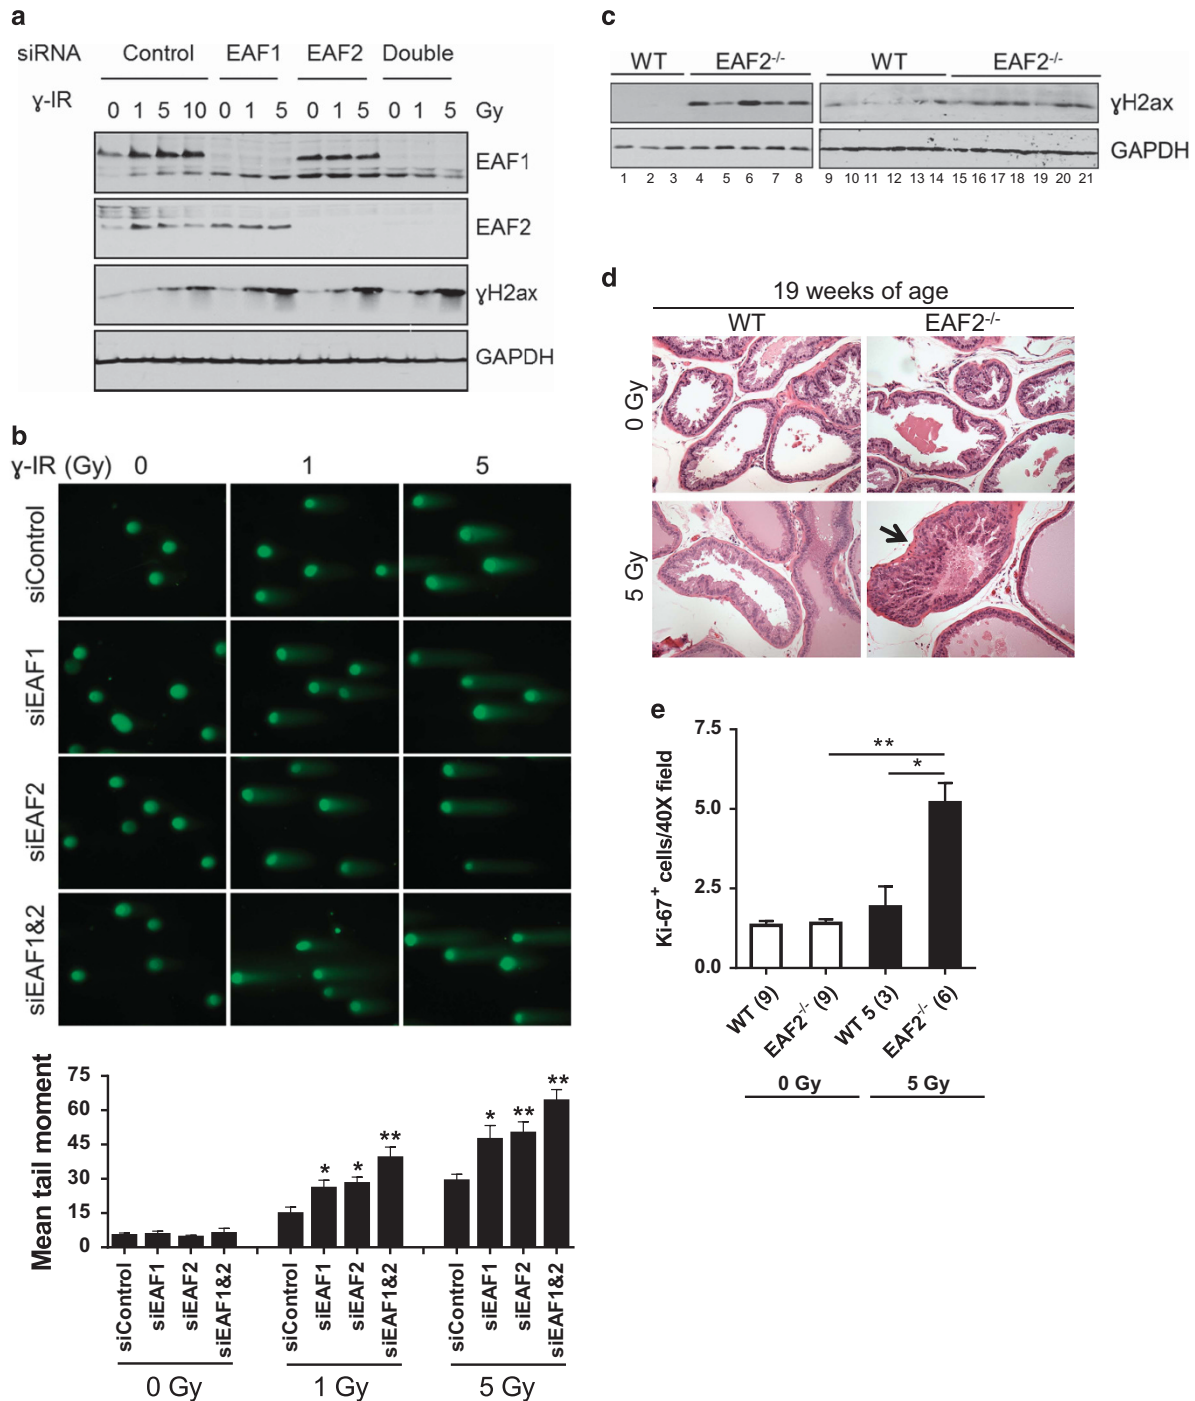 a
siRNA Control EAF1 EAF2 Double
ɣ-IR 0 1 5 10 0 1 5 0 1 5 0 1 5 Gy
EAF1
EAF2
ɣH2ax
GAPDH
b
ɣ-IR (Gy) 0 1 5
siControl
siEAF1
siEAF2
siEAF1&2
Mean tail moment
75
60
45
30
15
0
* * **
* ** **
siControl siEAF1 siEAF2 siEAF1&2 siControl siEAF1 siEAF2 siEAF1&2 siControl siEAF1 siEAF2 siEAF1&2
0 Gy 1 Gy 5 Gy
c
WT EAF2-/- WT EAF2-/-
ɣH2ax
GAPDH
1 2 3 4 5 6 7 8 9 10 11 12 13 14 15 16 17 18 19 20 21
d
19 weeks of age
WT EAF2-/-
0 Gy
5 Gy
e
Ki-67+ cells/40X field
7.5
5.0
2.5
0.0
**
*
WT (9) EAF2-/- (9) WT 5 (3) EAF2-/- (6)
0 Gy 5 Gy